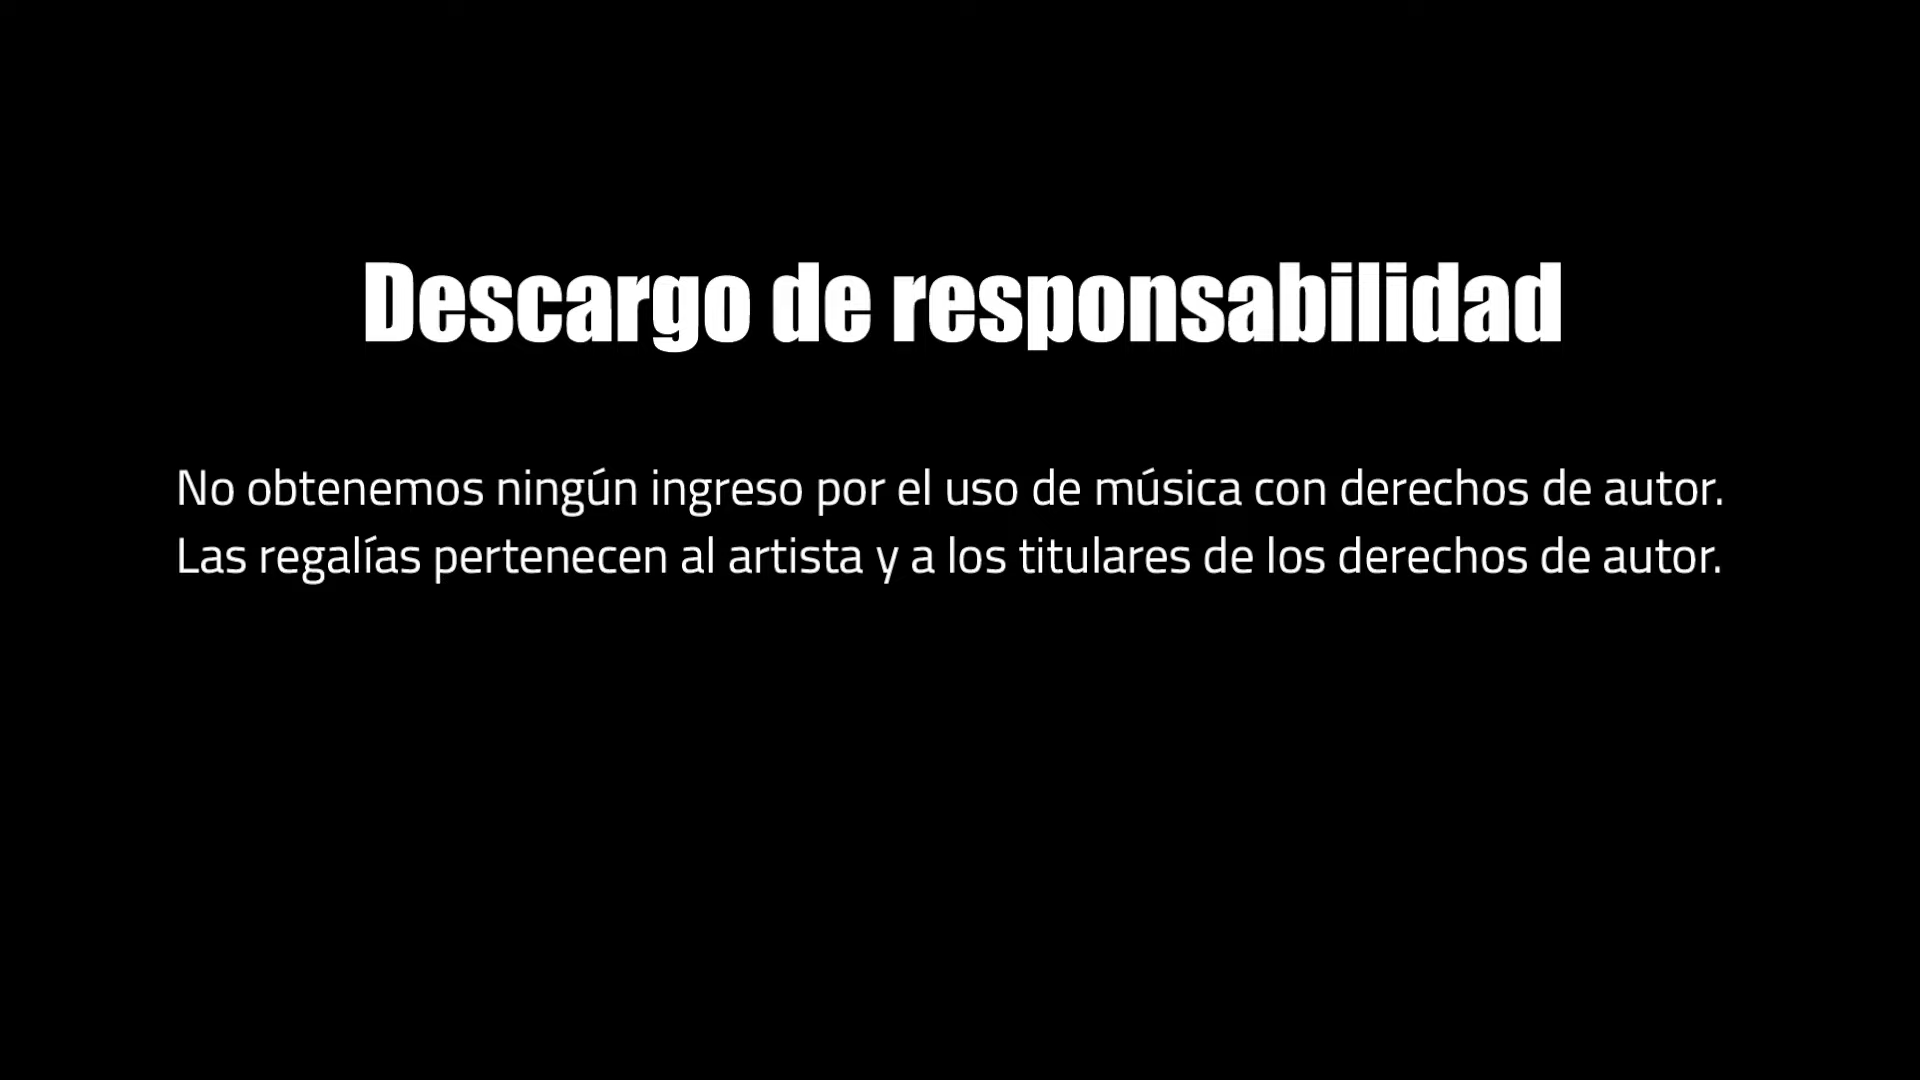 Descargo de responsabilidad
No obtenemos ningún ingreso por el uso de música con derechos de autor.
Las regalías pertenecen al artista y a los titulares de los derechos de autor.